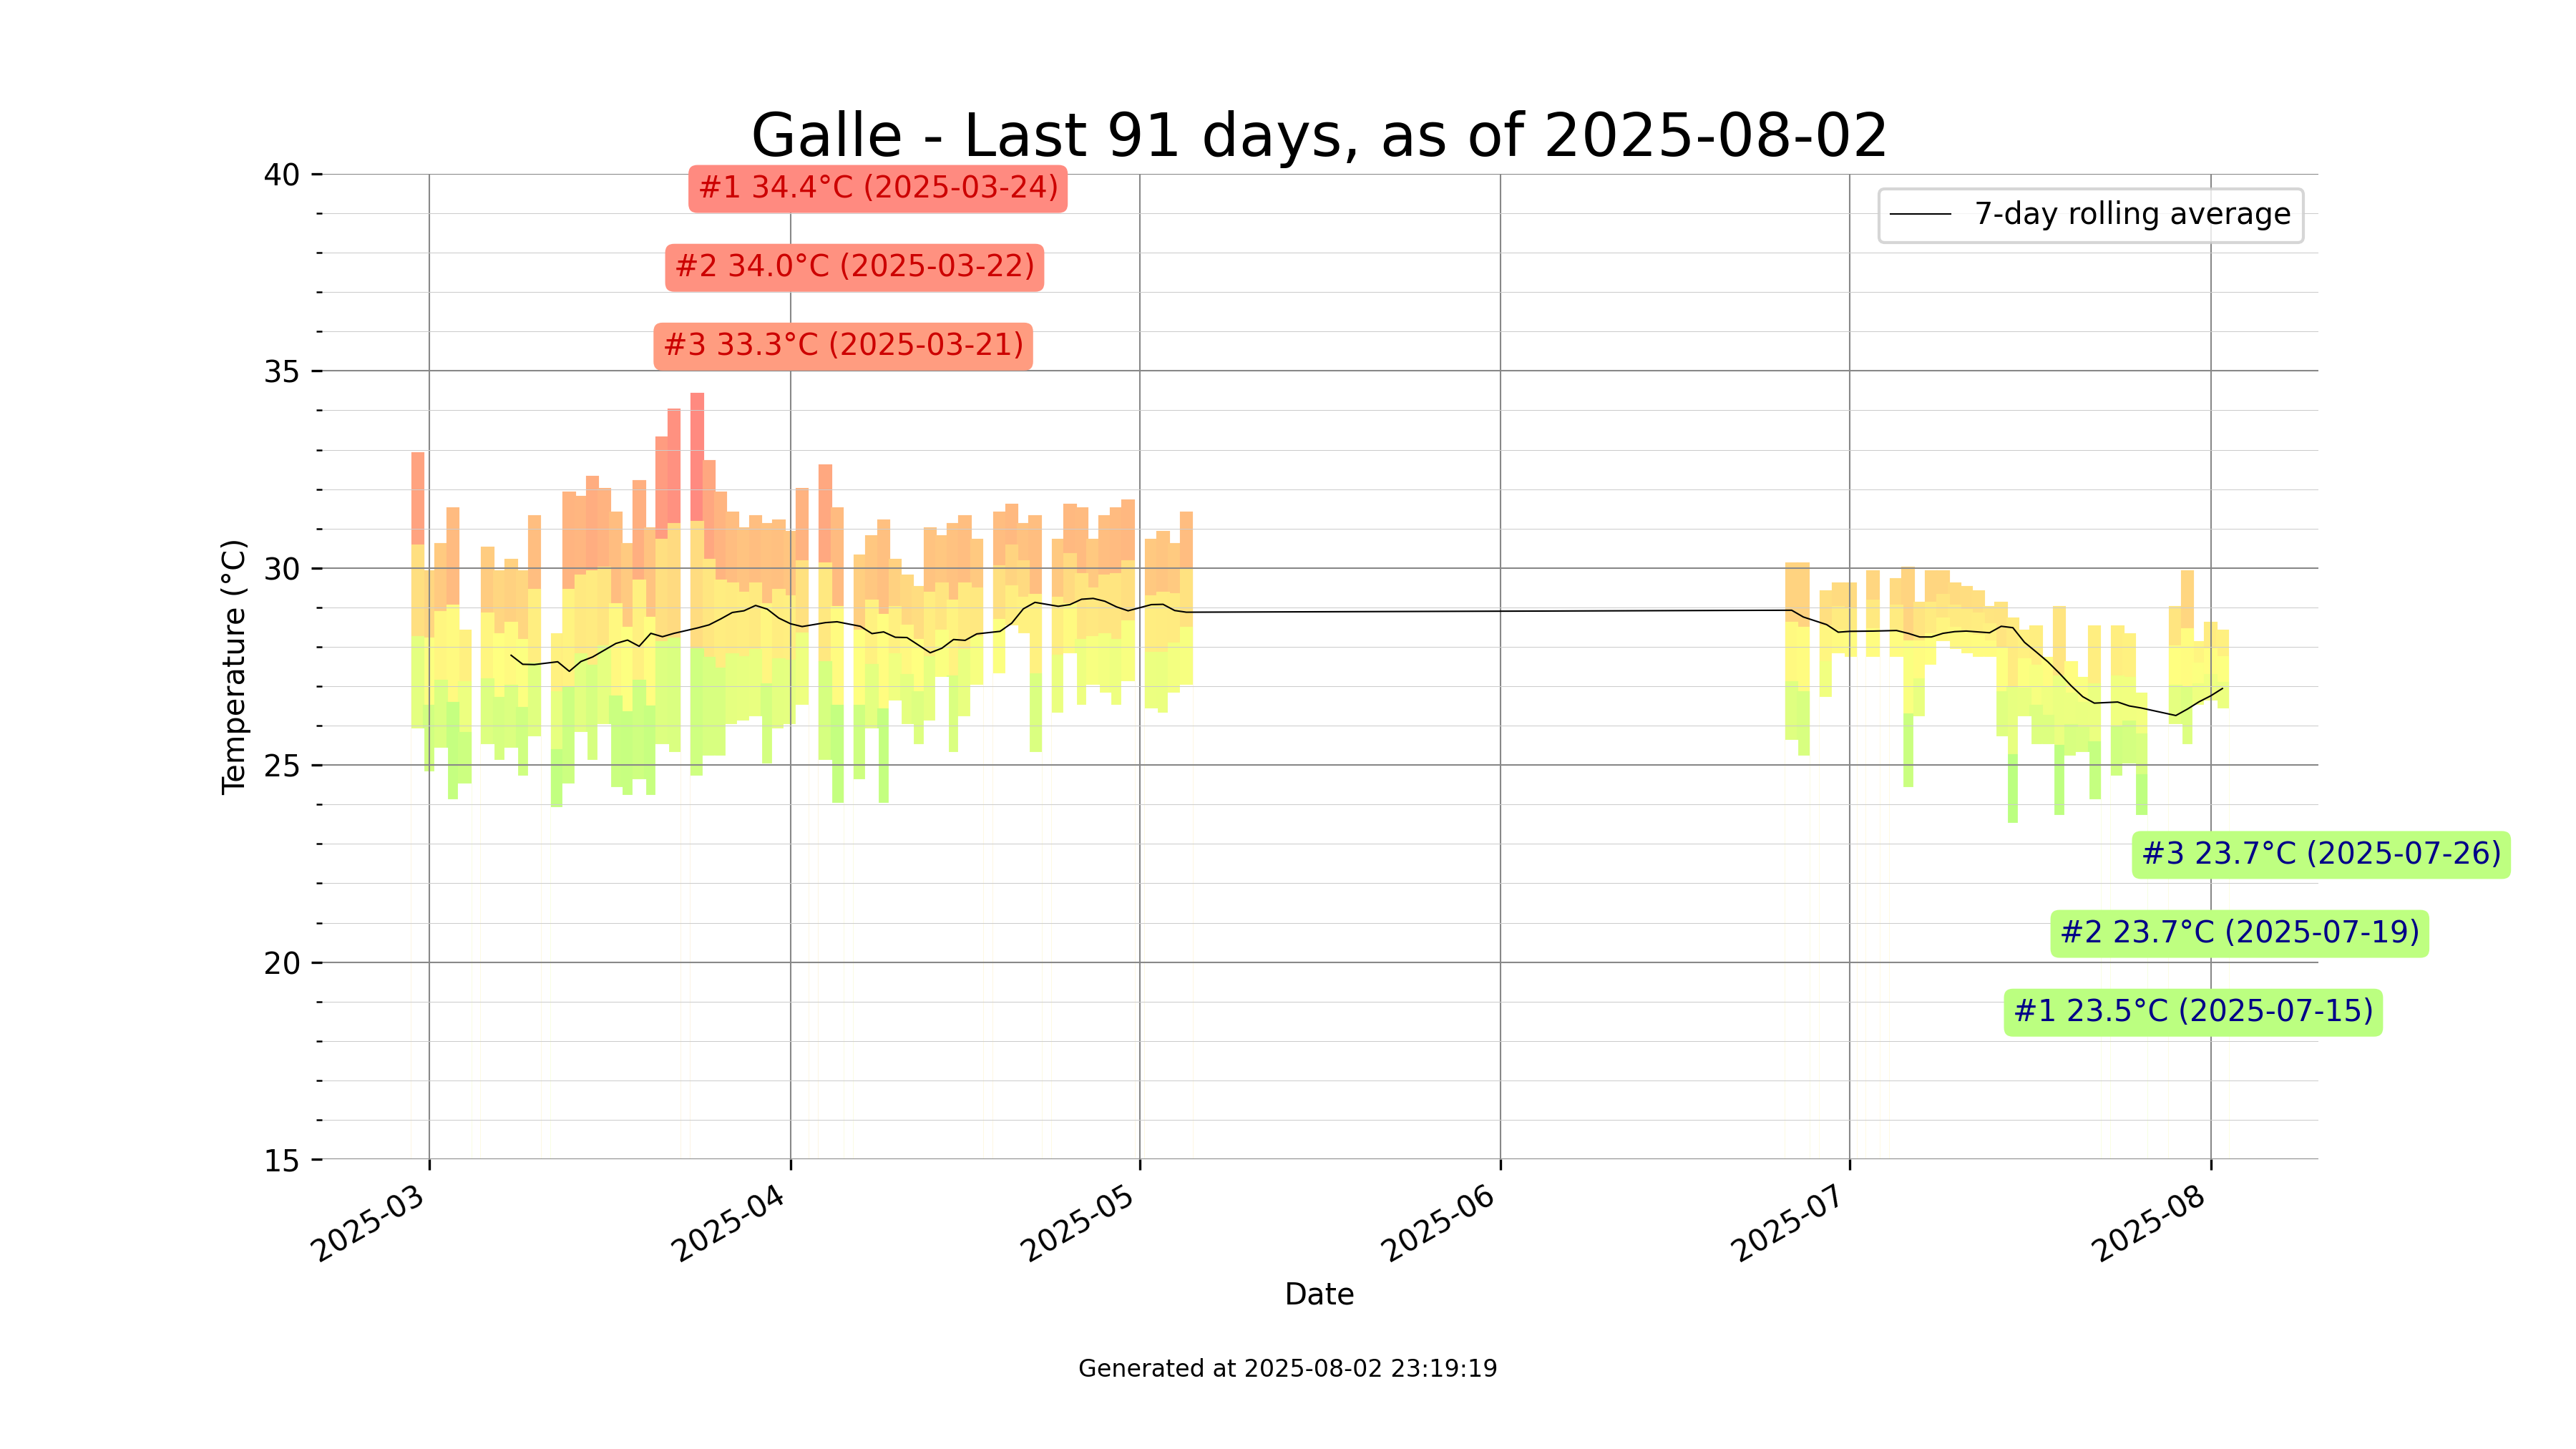 Galle - Last 91 days, as of 2025-08-02
#1 34.4°C (2025-03-24)
#2 34.0°C (2025-03-22)
#3 33.3°C (2025-03-21)
7-day rolling average
40
35
30
25
20
15
Temperature (°C)
#3 23.7°C (2025-07-26)
#2 23.7°C (2025-07-19)
#1 23.5°C (2025-07-15)
2025-03
2025-04
2025-05
2025-06
2025-07
2025-08
Date
Generated at 2025-08-02 23:19:19